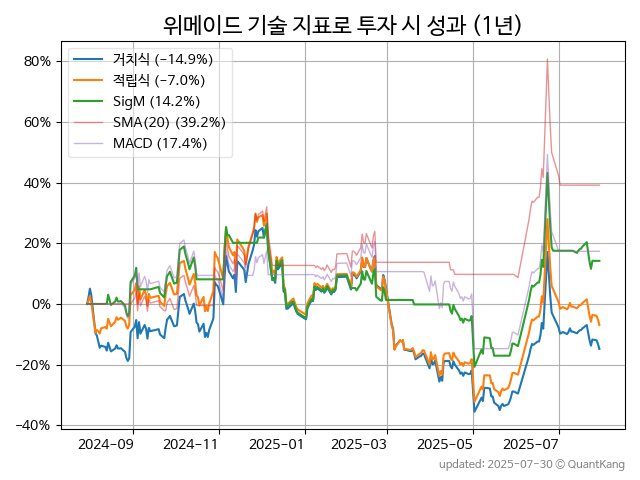 위메이드 기술 지표로 투자 시 성과 (1년)
거치식 (-14.9%)
적립식 (-7.0%)
SigM (14.2%)
SMA(20) (39.2%)
MACD (17.4%)
80%
60%
40%
20%
0%
-20%
-40%
2024-09 2024-11 2025-01 2025-03 2025-05 2025-07
updated: 2025-07-30 © QuantKang